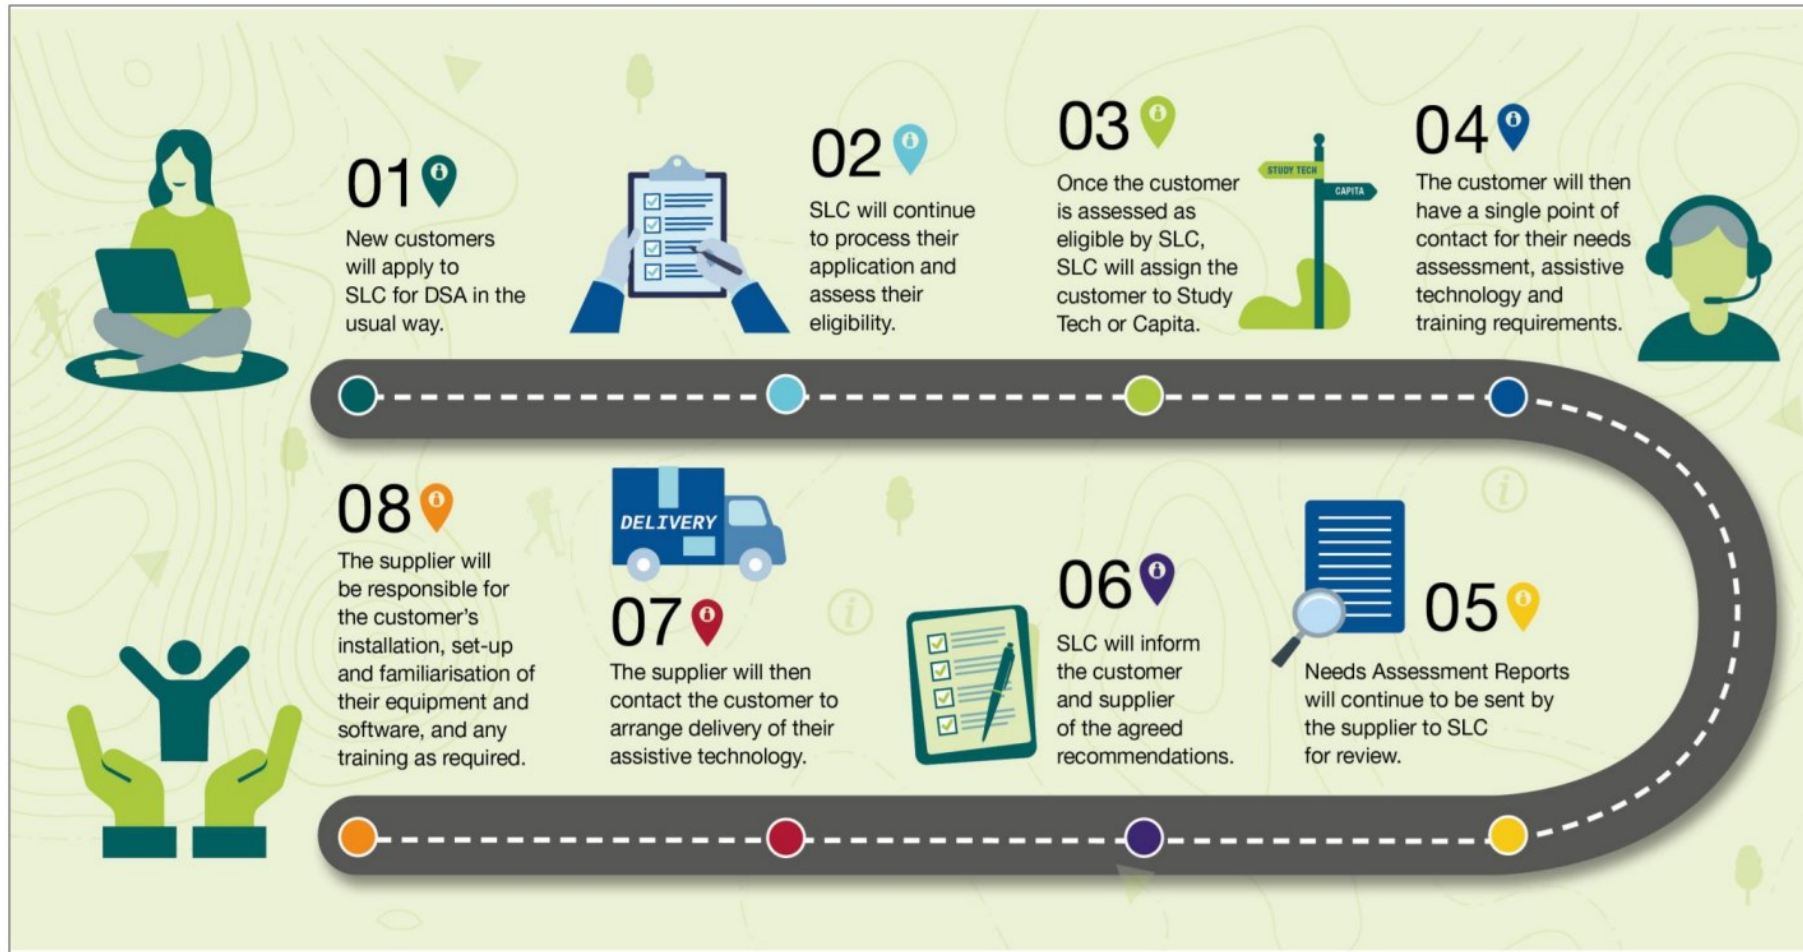 01
New customers
will apply to
SLC for DSA in the
usual way.
02
SLC will continue
to process their
application and
assess their
eligibility.
03
Once the customer
is assessed as
eligible by SLC,
SLC will assign the
customer to Study
Tech or Capita.
STUDY TECH
CAPITA
04
The customer will then
have a single point of
contact for their needs
assessment, assistive
technology and
training requirements.
05
Needs Assessment Reports
will continue to be sent by
the supplier to SLC
for review.
06
SLC will inform
the customer
and supplier
of the agreed
recommendations.
DELIVERY
07
The supplier will then
contact the customer to
arrange delivery of their
assistive technology.
08
The supplier will
be responsible for
the customer's
installation, set-up
and familiarisation of
their equipment and
software, and any
training as required.